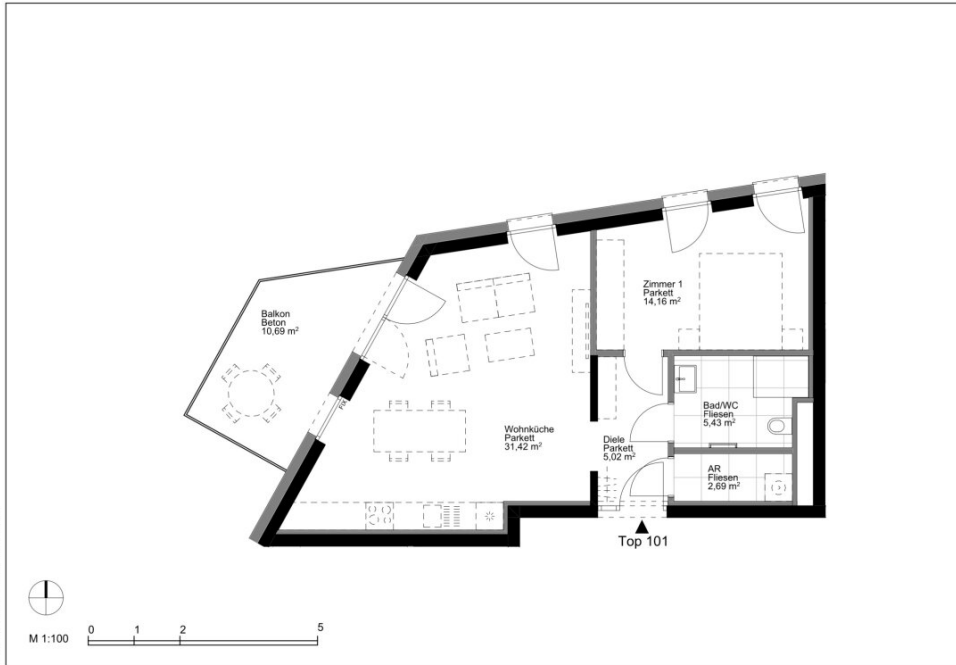 Zimmer 1
Parkett
14,16 m²
Balkon
Beton
10,69 m²
FIX
Wohnküche
Parkett
31,42 m²
Bad/WC
Fliesen
5,43 m²
Diele
Parkett
5,02 m²
AR
Fliesen
2,69 m²
Top 101
M 1:100
0 1 2 5